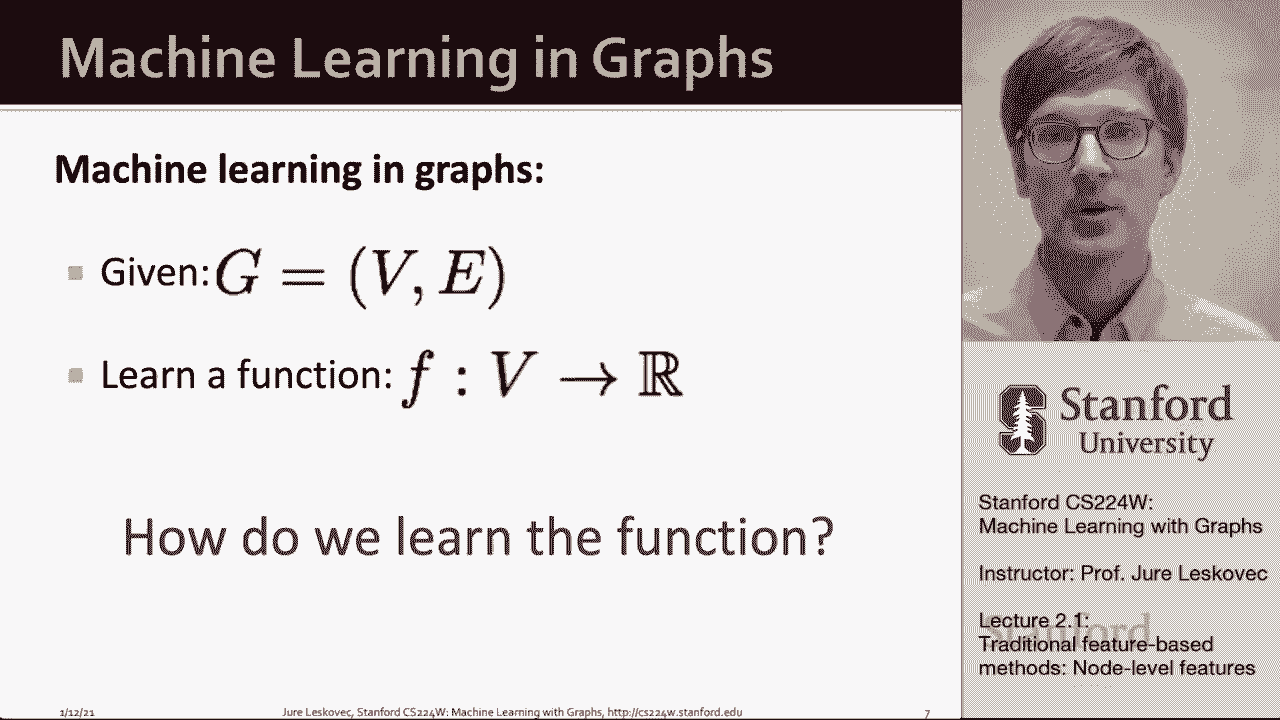 Machine Learning in Graphs
Machine learning in graphs:
Given: G = (V, E)
Learn a function: f : V → ℝ
How do we learn the function?
1/12/21
Jure Leskovec, Stanford CS224W: Machine Learning with Graphs, http://cs224w.stanford.edu
7
Stanford
University
Stanford CS224W:
Machine Learning with Graphs
Instructor: Prof. Jure Leskovec
Lecture 2.1:
Stanford
Traditional feature-based
methods: Node-level features